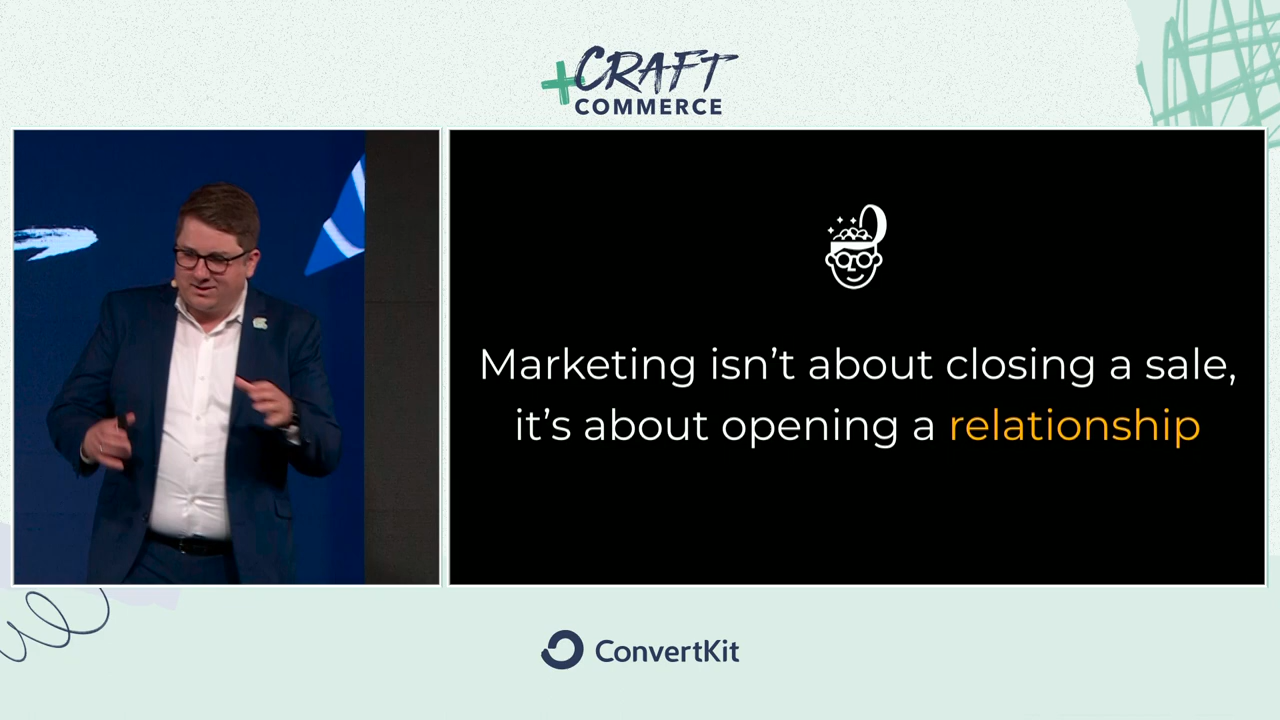 CRAFT
COMMERCE
Marketing isn’t about closing a sale,
it’s about opening a relationship
ConvertKit